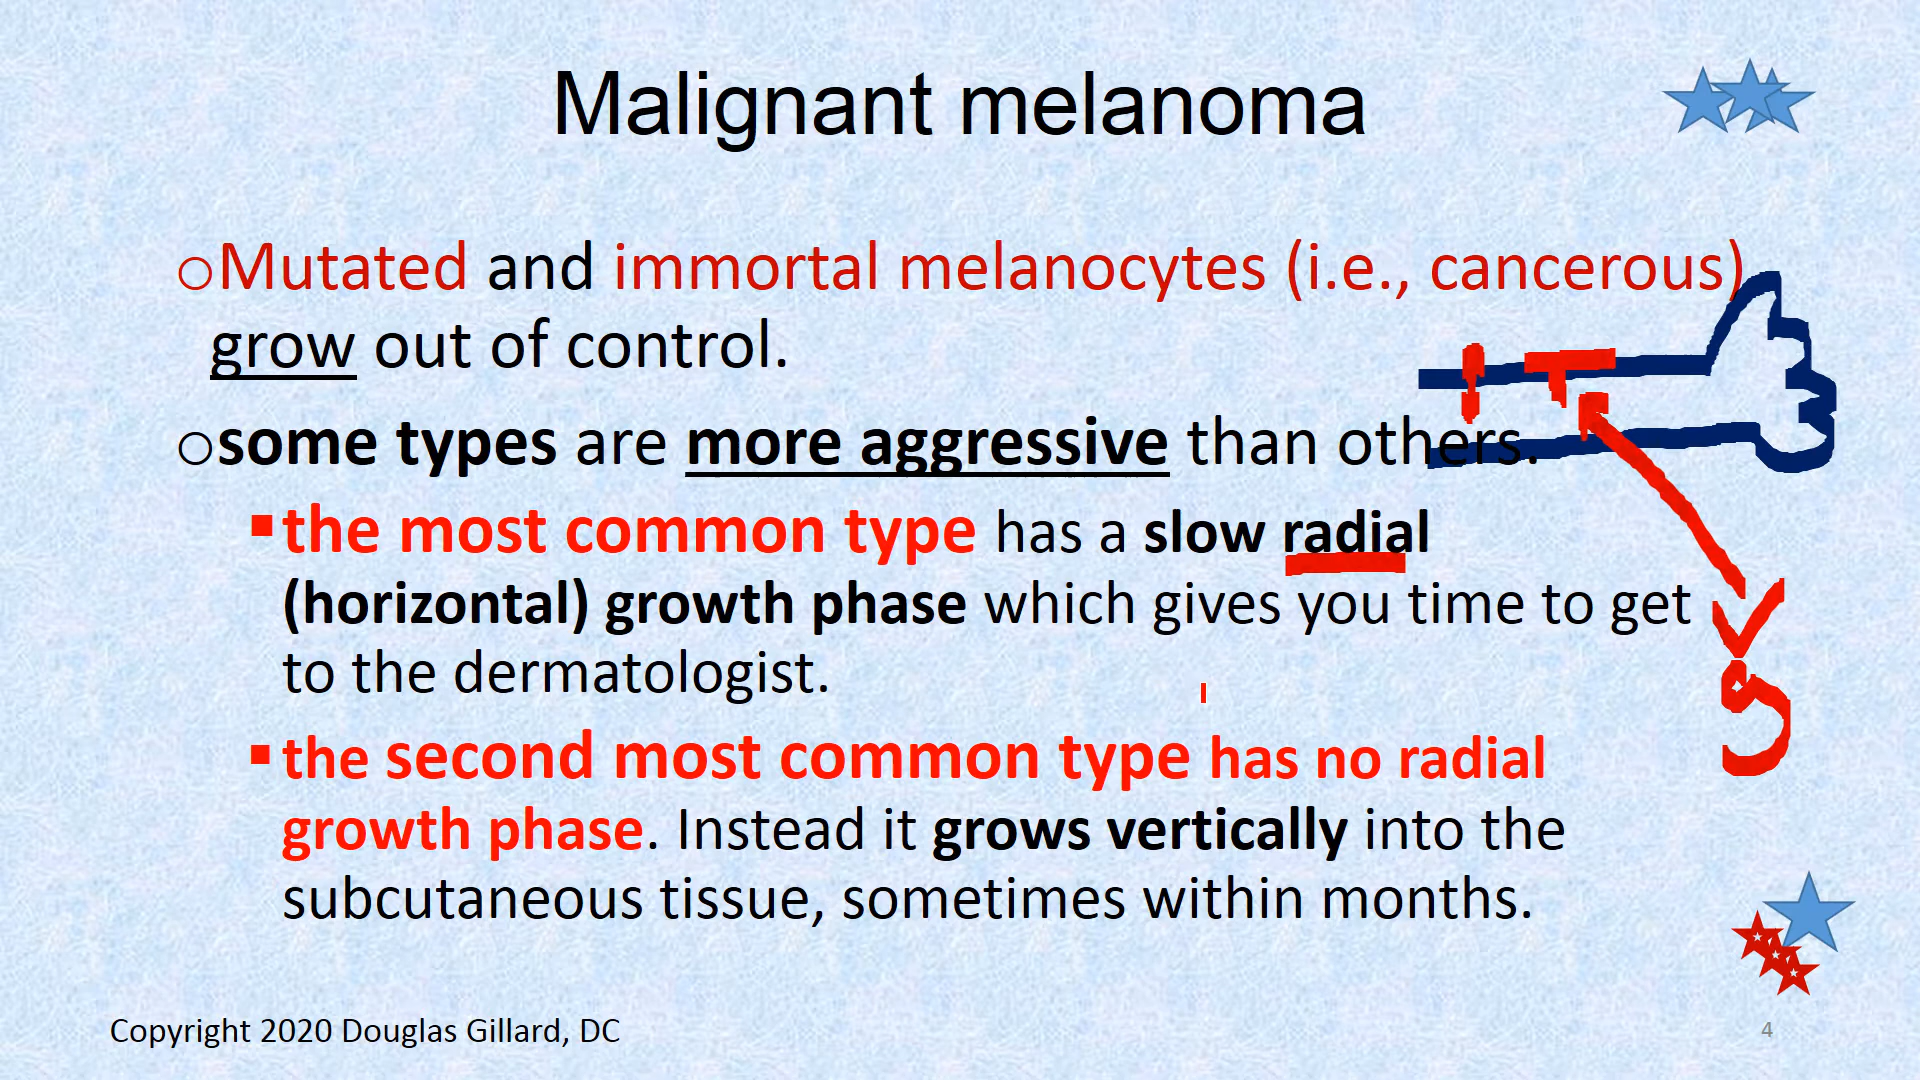 Malignant melanoma
oMutated and immortal melanocytes (i.e., cancerous)
grow out of control.
osome types are more aggressive than others.
▪the most common type has a slow radial
(horizontal) growth phase which gives you time to get
to the dermatologist.
▪the second most common type has no radial
growth phase. Instead it grows vertically into the
subcutaneous tissue, sometimes within months.
Copyright 2020 Douglas Gillard, DC
4